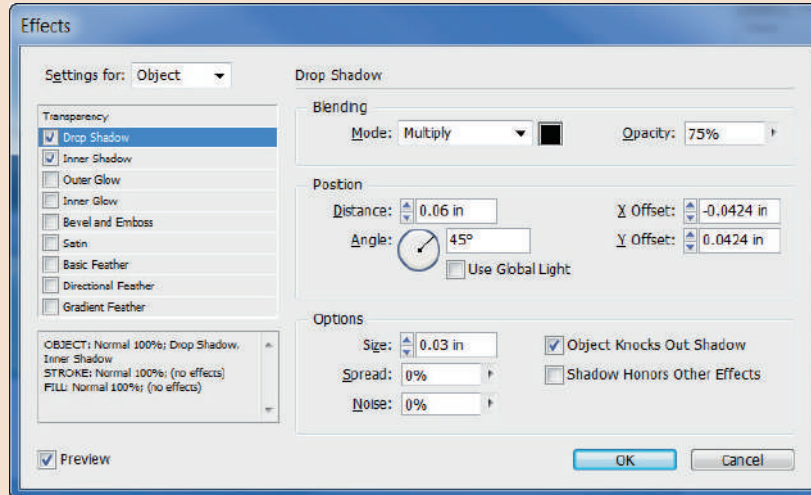 Effects
Settings for: Object
Transparency
Drop Shadow
Inner Shadow
Outer Glow
Inner Glow
Bevel and Emboss
Satin
Basic Feather
Directional Feather
Gradient Feather
OBJECT: Normal 100%; Drop Shadow,
Inner Shadow
STROKE: Normal 100%; (no effects)
FILL: Normal 100%; (no effects)
Preview
Drop Shadow
Blending
Mode: Multiply Opacity: 75%
Position
Distance: 0.06 in X Offset: -0.0424 in
Angle: 45° Y Offset: 0.0424 in
Use Global Light
Options
Size: 0.03 in Object Knocks Out Shadow
Spread: 0% Shadow Honors Other Effects
Noise: 0%
OK Cancel